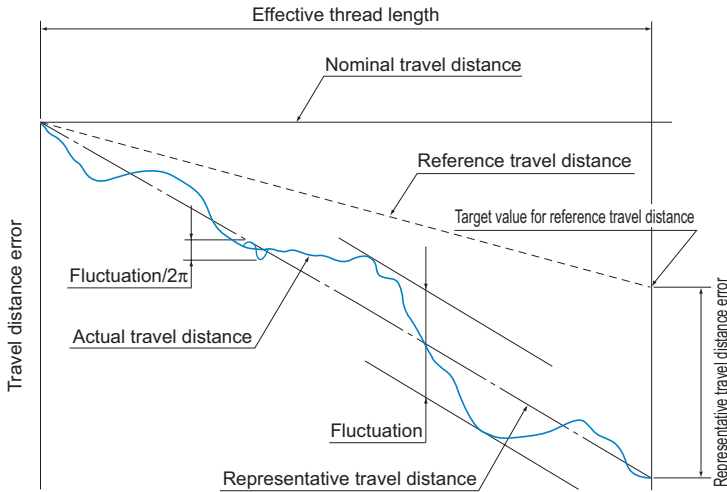 Effective thread length
Nominal travel distance
Reference travel distance
Target value for reference travel distance
Fluctuation/2π
Actual travel distance
Fluctuation
Representative travel distance
Travel distance error
Representative travel distance error